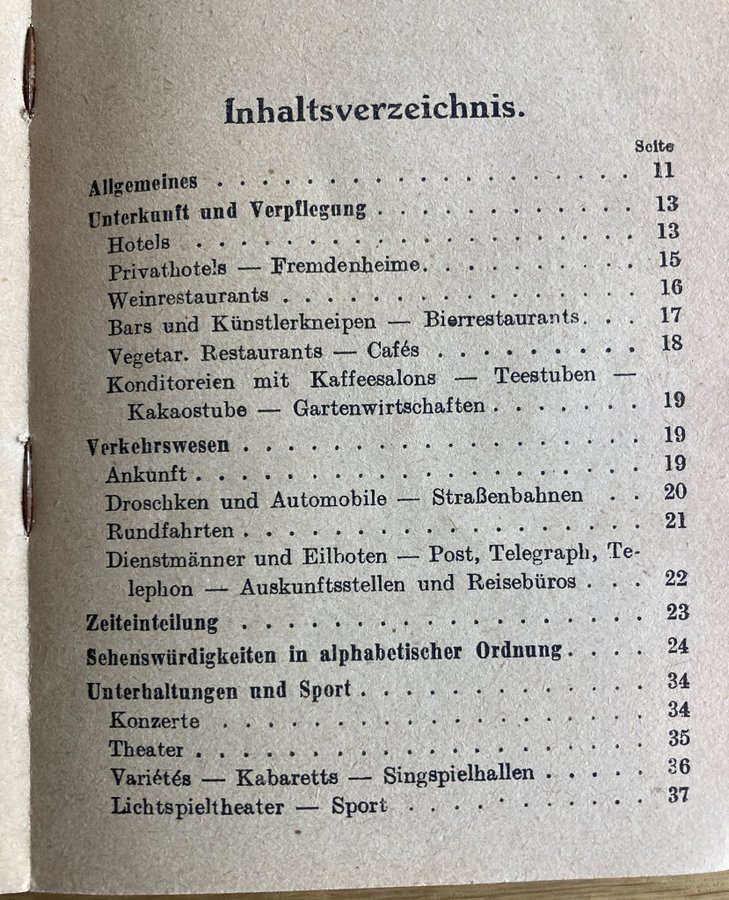 Inhaltsverzeichnis.
Seite
Allgemeines . . . . . . . . . . . . . . 11
Unterkunft und Verpflegung . . . . . . . . . 13
Hotels . . . . . . . . . . . . . . . 13
Privathotels — Fremdenheime. . . . . . . . 15
Weinrestaurants . . . . . . . . . . . . 16
Bars und Künstlerkneipen — Bierrestaurants. . . 17
Vegetar. Restaurants — Cafés . . . . . . . 18
Konditoreien mit Kaffeesalons — Teestuben —
Kakaostube — Gartenwirtschaften . . . . . . 19
Verkehrswesen . . . . . . . . . . . . . 19
Ankunft . . . . . . . . . . . . . . . 19
Droschken und Automobile — Straßenbahnen . . 20
Rundfahrten . . . . . . . . . . . . . 21
Dienstmänner und Eilboten — Post, Telegraph, Te-
lephon — Auskunftsstellen und Reisebüros . . . 22
Zeiteinteilung . . . . . . . . . . . . . 23
Sehenswürdigkeiten in alphabetischer Ordnung . . . . 24
Unterhaltungen und Sport . . . . . . . . . . 34
Konzerte . . . . . . . . . . . . . . 34
Theater . . . . . . . . . . . . . . . 35
Variétés — Kabaretts — Singspielhallen . . . . 36
Lichtspieltheater — Sport . . . . . . . . 37